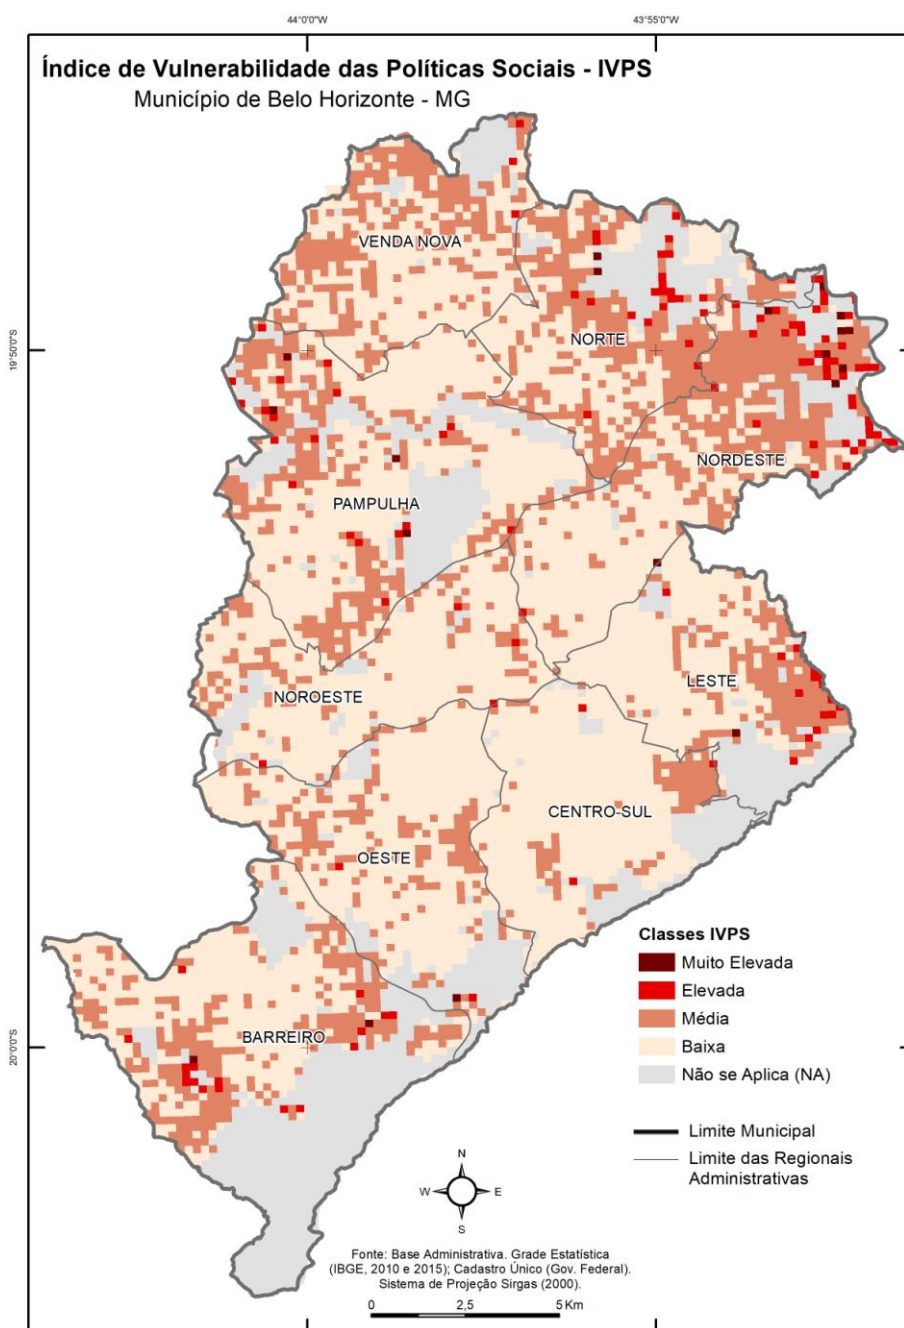 44°0'0"W
43°55'0"W
Índice de Vulnerabilidade das Políticas Sociais - IVPS
Município de Belo Horizonte - MG
VENDA NOVA
19°50'0"S
NORTE
NORDESTE
PAMPULHA
LESTE
NOROESTE
CENTRO-SUL
OESTE
Classes IVPS
Muito Elevada
Elevada
Média
Baixa
Não se Aplica (NA)
BARREIRO
20°0'0"S
Limite Municipal
Limite das Regionais
Administrativas
N
W
E
S
Fonte: Base Administrativa. Grade Estatística
(IBGE, 2010 e 2015); Cadastro Único (Gov. Federal).
Sistema de Projeção Sirgas (2000).
0 2,5 5 Km